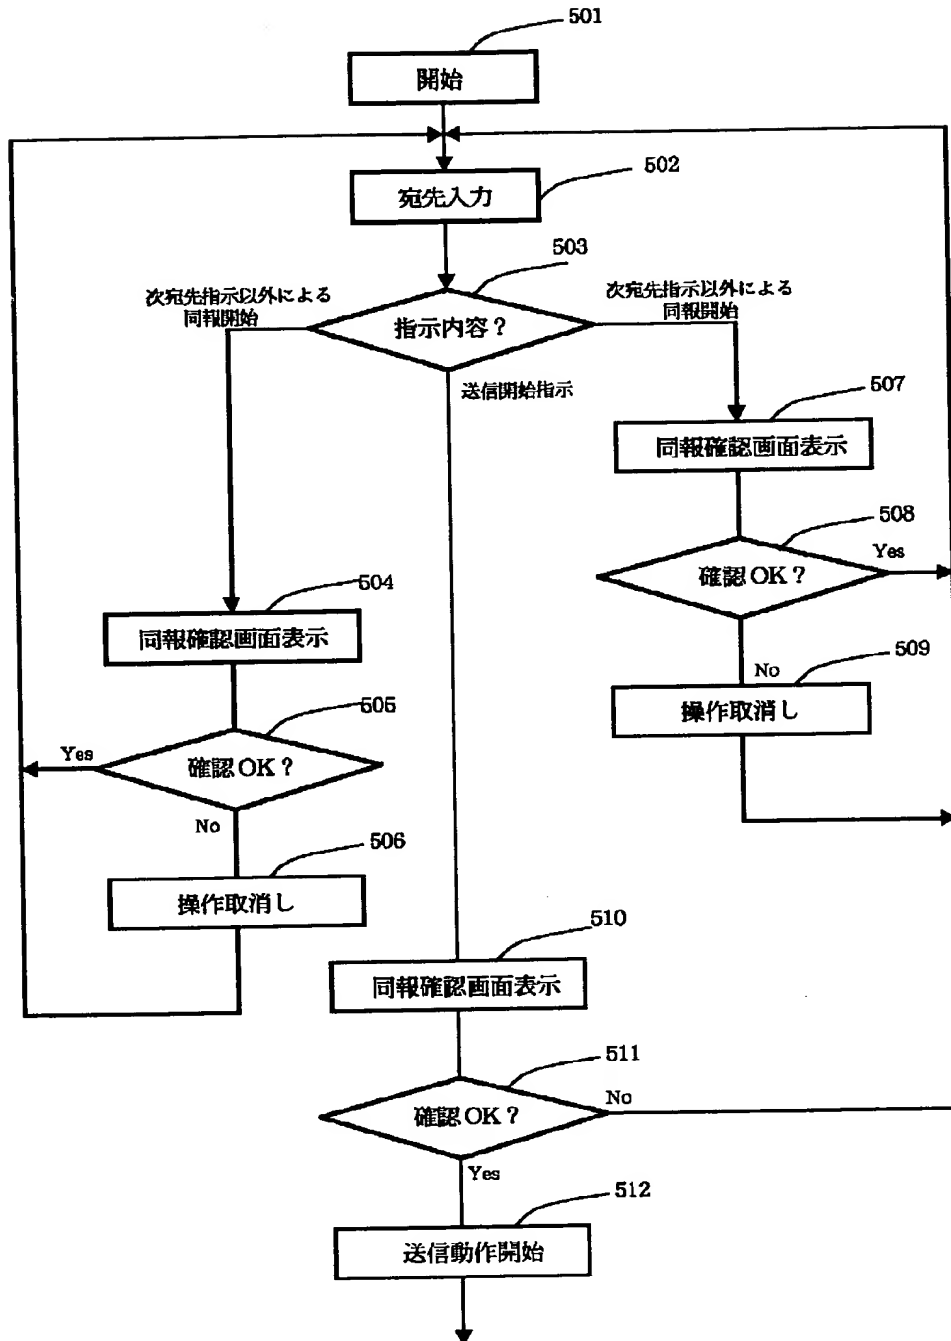 501
開始
502
宛先入力
503
次宛先指示以外による
同報開始
次宛先指示以外による
同報開始
指示内容？
送信開始指示
507
同報確認画面表示
508
Yes
確認OK？
504
同報確認画面表示
No
509
操作取消し
505
Yes
確認OK？
No
506
操作取消し
510
同報確認画面表示
511
No
確認OK？
Yes
512
送信動作開始